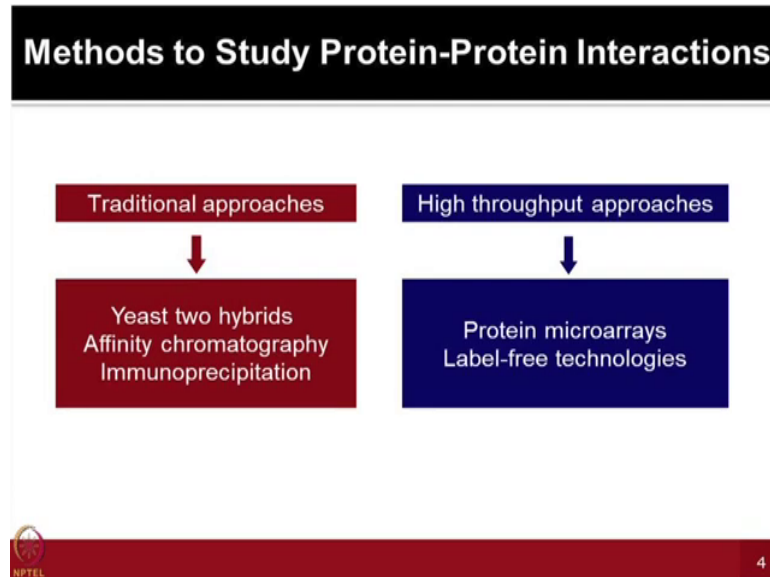 Methods to Study Protein-Protein Interactions
Traditional approaches
High throughput approaches
Yeast two hybrids
Affinity chromatography
Immunoprecipitation
Protein microarrays
Label-free technologies
NPTEL
4